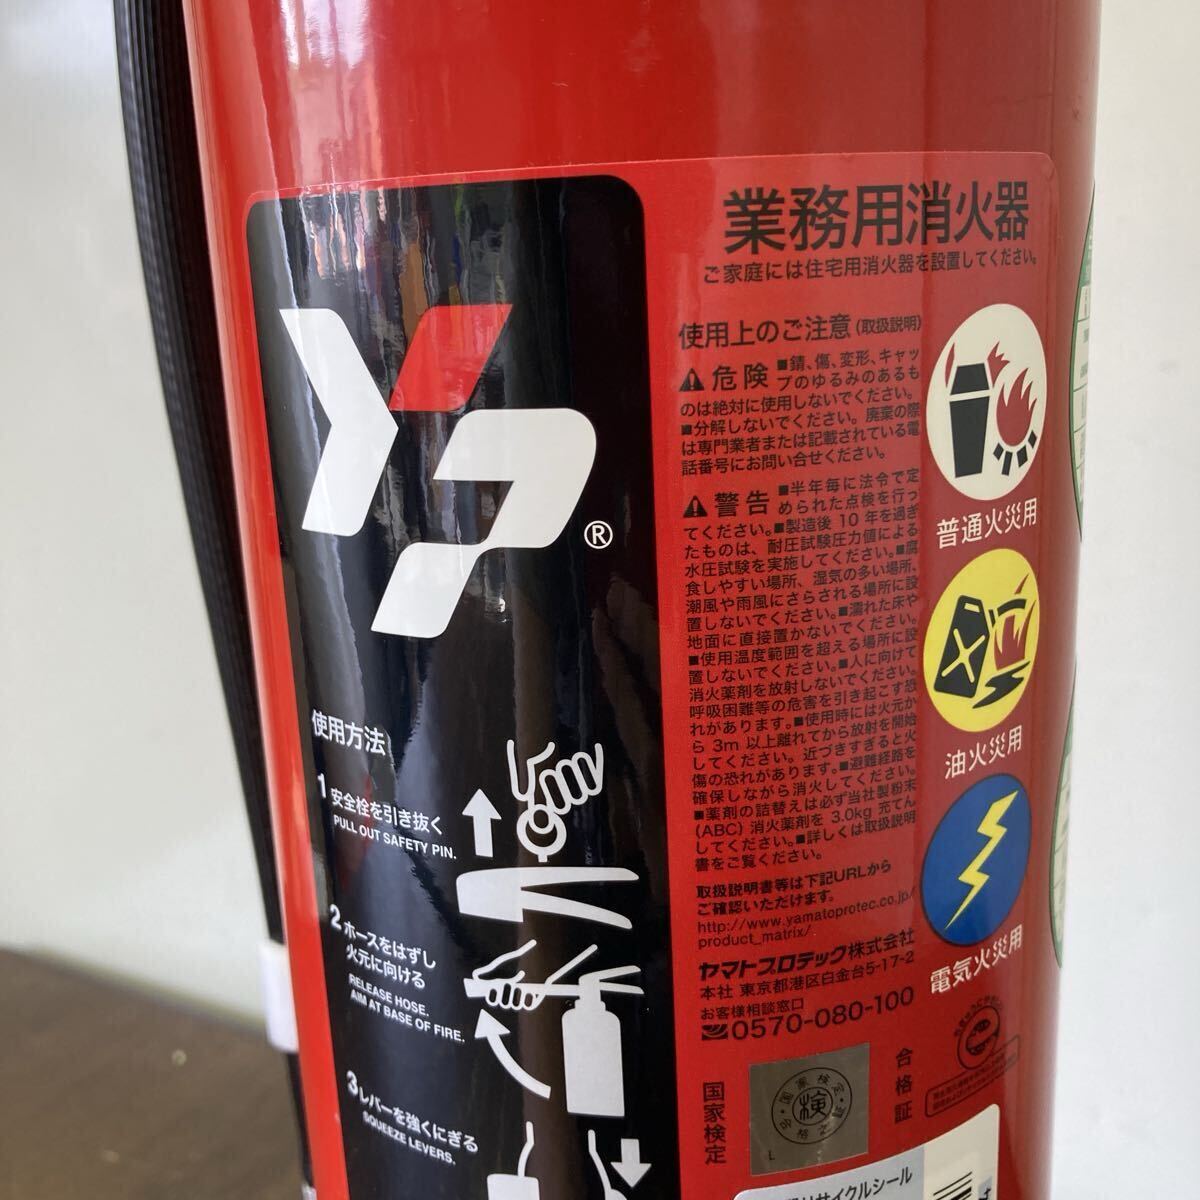 業務用消火器
ご家庭には住宅用消火器を設置してください。
®
使用方法
1 安全栓を引き抜く
PULL OUT SAFETY PIN.
2 ホースをはずし
火元に向ける
RELEASE HOSE.
AIM AT BASE OF FIRE.
3 レバーを強くにぎる
SQUEEZE LEVERS.
使用上のご注意(取扱説明)
危険 ■錆、傷、変形、キャッ
プのゆるみのあるも
のは絶対に使用しないでください。
■分解しないでください。廃棄の際
は専門業者または記載されている電
話番号にお問い合せください。
警告 ■半年毎に法令で定
められた点検を行っ
てください。■製造後10年を過ぎ
たものは、耐圧試験圧力値による
水圧試験を実施してください。■腐
食しやすい場所、湿気の多い場所、
潮風や雨風にさらされる場所に設
置しないでください。■濡れた床や
地面に直接置かないでください。
■使用温度範囲を超える場所に設
置しないでください。■人に向けて
消火薬剤を放射しないでください。
呼吸困難等の危害を引き起こす恐
れがあります。■使用時には火元か
ら3m以上離れてから放射を開始
してください。近づきすぎると火
傷の恐れがあります。■避難経路を
確保しながら消火してください。
■薬剤の詰替えは必ず当社製粉末
(ABC)消火薬剤を3.0kg充てん
してください。■詳しくは取扱説明
書をご覧ください。
取扱説明書等は下記URLから
ご確認いただけます。
http://www.yamatoprotec.co.jp/
product_matrix/
ヤマトプロテック株式会社
本社 東京都港区白金台5-17-2
お客様相談窓口
0570-080-100
普通火災用
油火災用
電気火災用
国家検定
国家検定
検
合格之証
L
合格証
サイクルシール